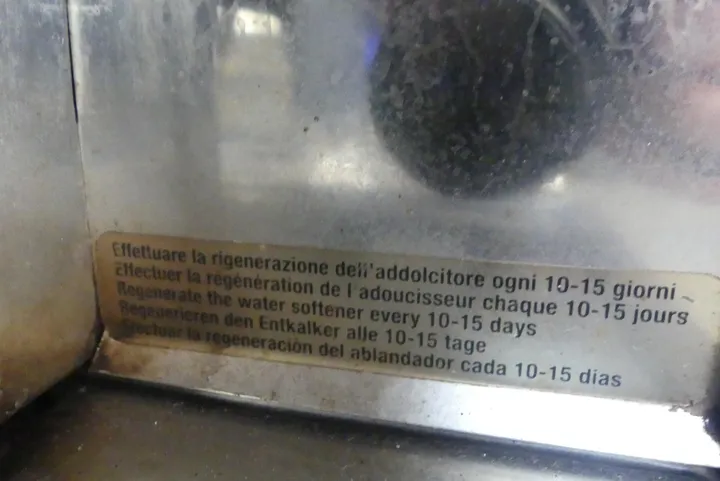 Effettuare la rigenerazione dell'addolcitore ogni 10-15 giorni
Effectuer la régénération de l'adoucisseur chaque 10-15 jours
Regenerate the water softener every 10-15 days
Regenerieren den Entkalker alle 10-15 tage
Efectuar la regeneración del ablandador cada 10-15 dias